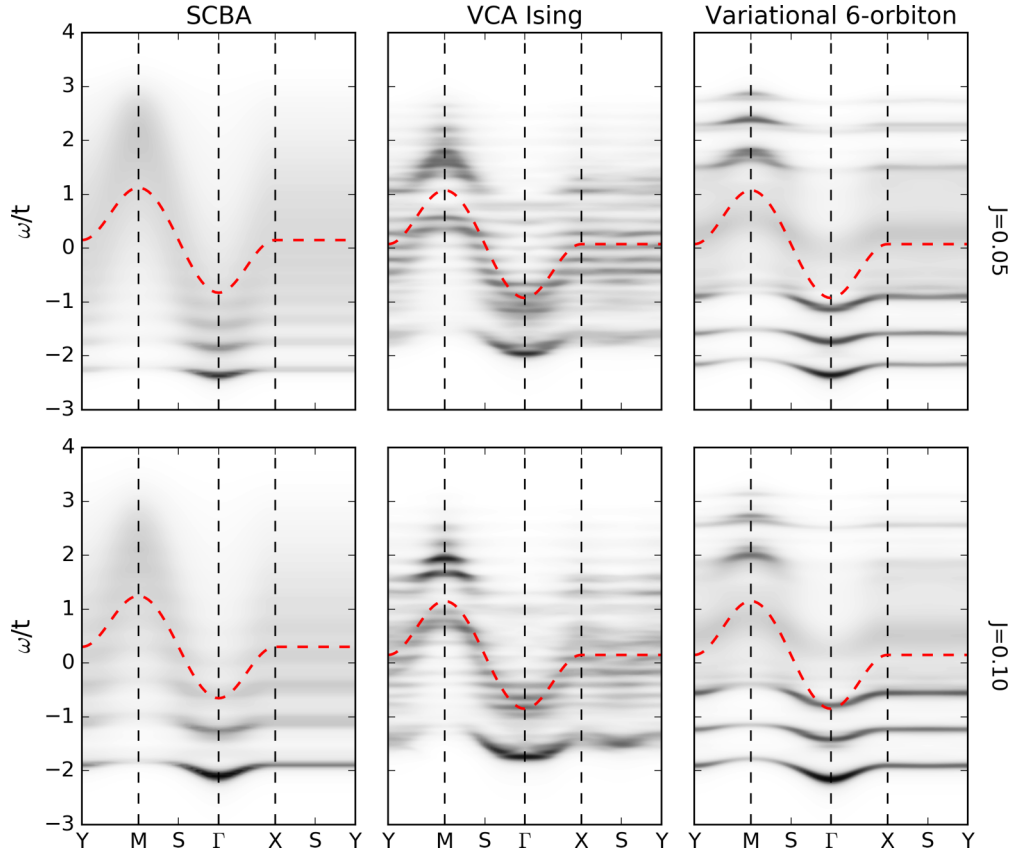 SCBA VCA Ising Variational 6-orbiton
4
3
2
1
0
−1
−2
−3
ω/t
J=0.05
4
3
2
1
0
−1
−2
−3
ω/t
J=0.10
Y M S Γ X S Y M S Γ X S Y M S Γ X S Y